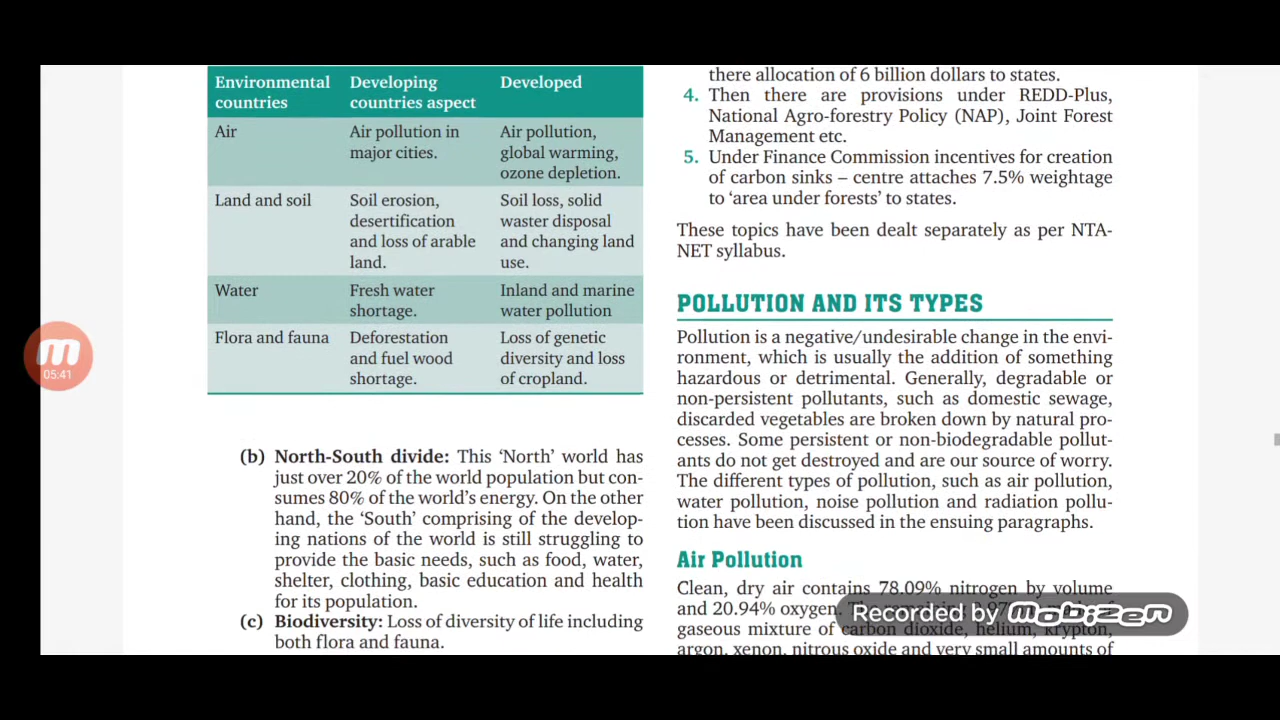 Environmental Developing Developed
countries countries aspect
Air Air pollution in Air pollution,
major cities. global warming,
ozone depletion.
Land and soil Soil erosion, Soil loss, solid
desertification waster disposal
and loss of arable and changing land
land. use.
Water Fresh water Inland and marine
shortage. water pollution
Flora and fauna Deforestation Loss of genetic
and fuel wood diversity and loss
shortage. of cropland.
(b) North-South divide: This ‘North’ world has
just over 20% of the world population but con-
sumes 80% of the world’s energy. On the other
hand, the ‘South’ comprising of the develop-
ing nations of the world is still struggling to
provide the basic needs, such as food, water,
shelter, clothing, basic education and health
for its population.
(c) Biodiversity: Loss of diversity of life including
both flora and fauna.
there allocation of 6 billion dollars to states.
4. Then there are provisions under REDD-Plus,
National Agro-forestry Policy (NAP), Joint Forest
Management etc.
5. Under Finance Commission incentives for creation
of carbon sinks – centre attaches 7.5% weightage
to ‘area under forests’ to states.
These topics have been dealt separately as per NTA-
NET syllabus.
POLLUTION AND ITS TYPES
Pollution is a negative/undesirable change in the envi-
ronment, which is usually the addition of something
hazardous or detrimental. Generally, degradable or
non-persistent pollutants, such as domestic sewage,
discarded vegetables are broken down by natural pro-
cesses. Some persistent or non-biodegradable pollut-
ants do not get destroyed and are our source of worry.
The different types of pollution, such as air pollution,
water pollution, noise pollution and radiation pollu-
tion have been discussed in the ensuing paragraphs.
Air Pollution
Clean, dry air contains 78.09% nitrogen by volume
and 20.94% oxygen. The
gaseous mixture of carbon dioxide, helium, krypton,
argon, xenon, nitrous oxide and very small amounts of
m
05:41
Recorded by mobizen